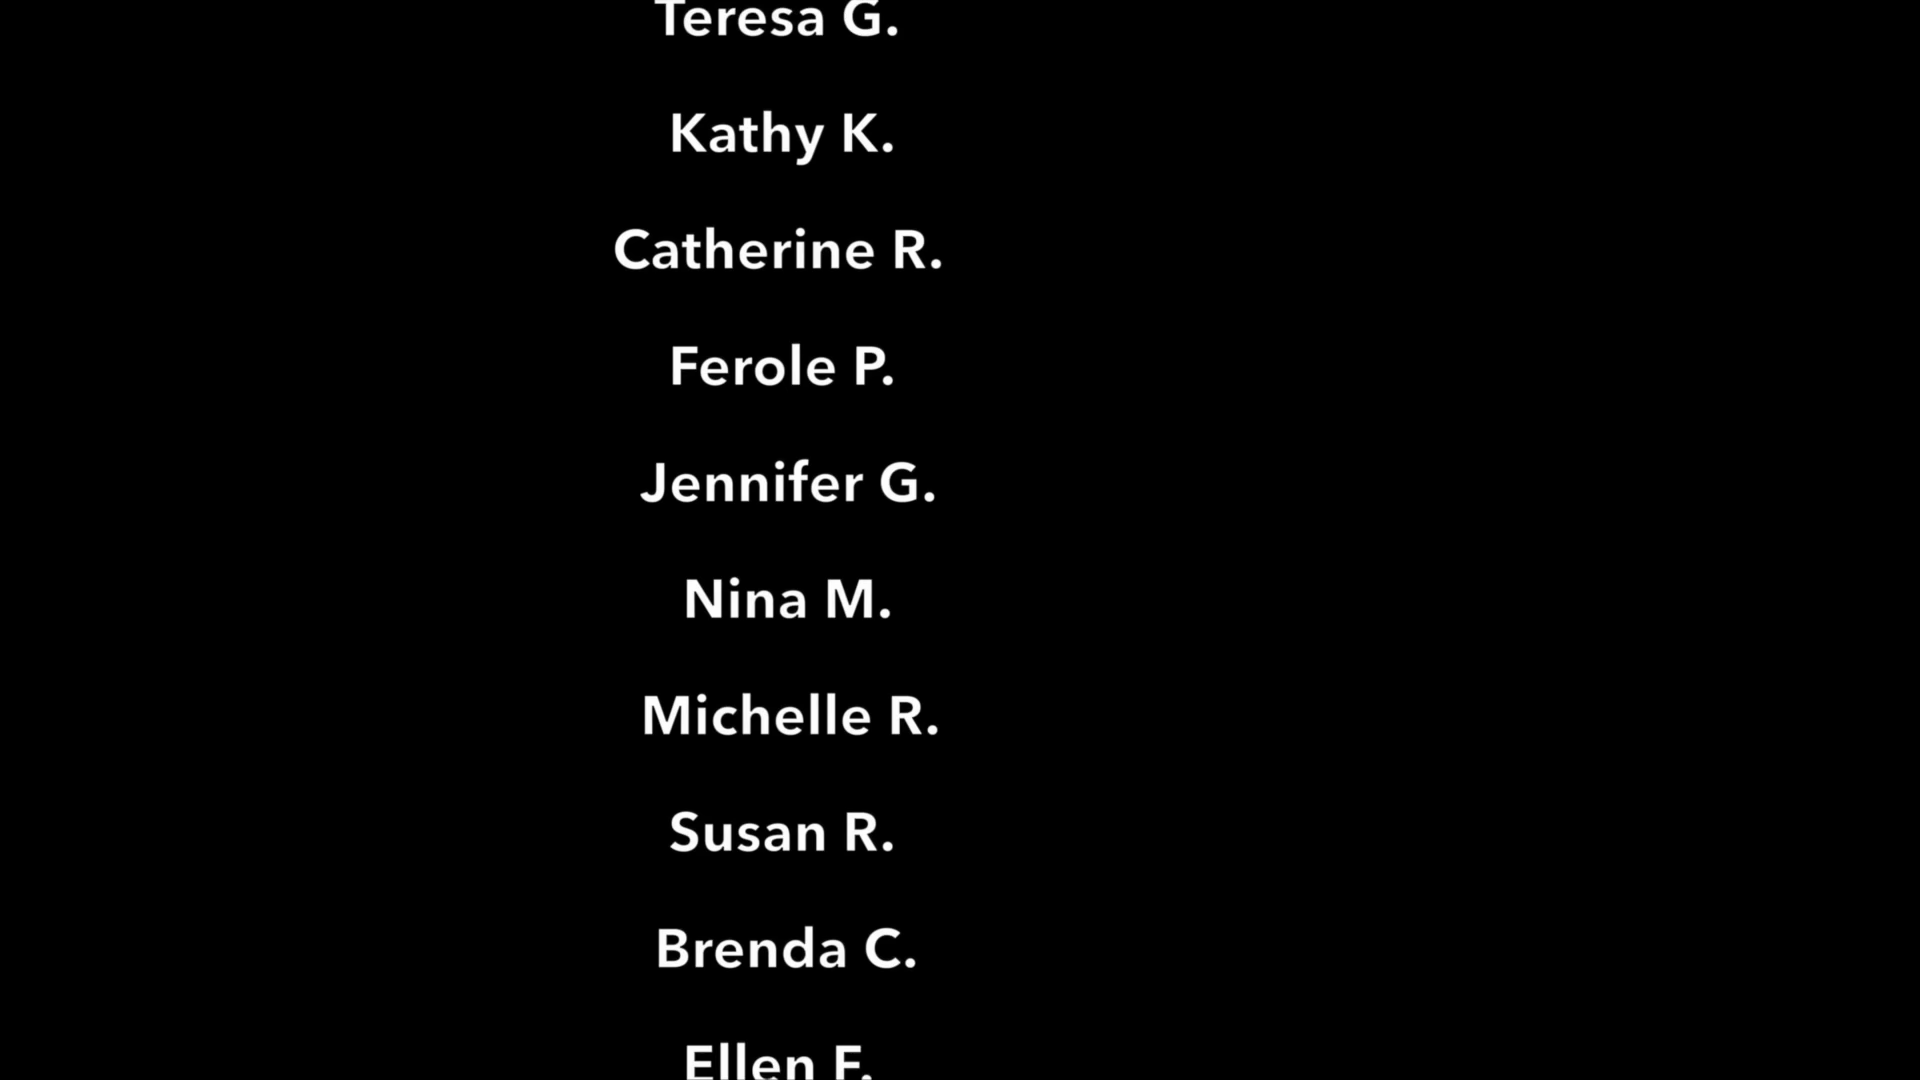 Teresa G.
Kathy K.
Catherine R.
Ferole P.
Jennifer G.
Nina M.
Michelle R.
Susan R.
Brenda C.
Ellen F.